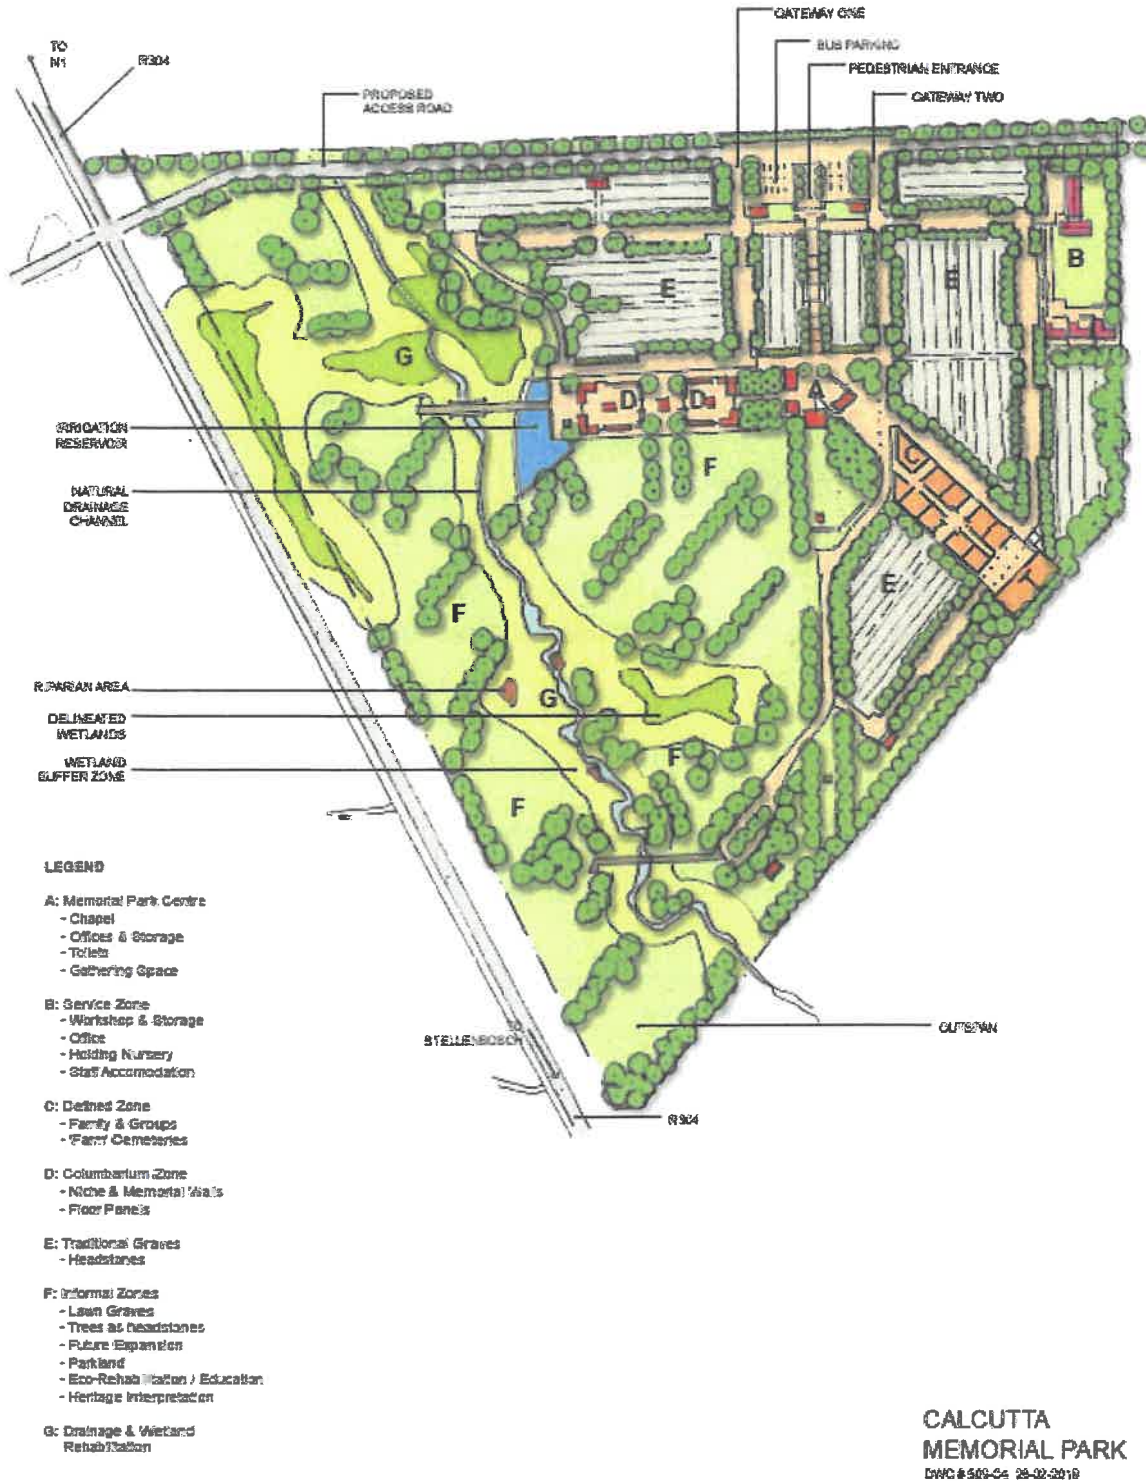 GATEWAY ONE
BUS PARKING
PEDESTRIAN ENTRANCE
GATEWAY TWO
TO
N1
R304
PROPOSED
ACCESS ROAD
B
E
E
G
D
D
A
IRRIGATION
RESERVOIR
F
C
NATURAL
DRAINAGE
CHANNEL
E
F
RIPARIAN AREA
G
DELINEATED
WETLANDS
F
WETLAND
BUFFER ZONE
F
LEGEND
A: Memorial Park Centre
- Chapel
- Offices & Storage
- Toilets
- Gathering Space
B: Service Zone
- Workshop & Storage
- Office
- Holding Nursery
- Staff Accomodation
C: Defined Zone
- Family & Groups
- 'Farm' Cemeteries
D: Columbarium Zone
- Niche & Memorial Walls
- Floor Panels
E: Traditional Graves
- Headstones
F: Informal Zones
- Lawn Graves
- Trees as headstones
- Future Expansion
- Parkland
- Eco-Rehabilitation / Education
- Heritage Interpretation
G: Drainage & Wetland
Rehabilitation
TO
STELLENBOSCH
OUTSPAN
R304
CALCUTTA
MEMORIAL PARK